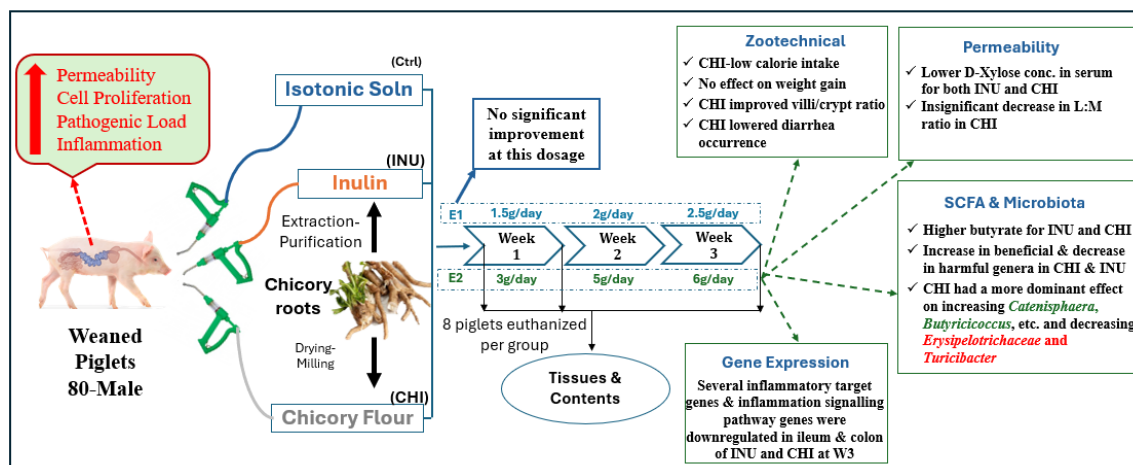 Permeability
Cell Proliferation
Pathogenic Load
Inflammation
Weaned
Piglets
80-Male
(Ctrl)
Isotonic Soln
(INU)
Inulin
Extraction-
Purification
Chicory
roots
Drying-
Milling
(CHI)
Chicory Flour
No significant
improvement
at this dosage
E1
1.5g/day
2g/day
2.5g/day
Week
1
Week
2
Week
3
E2
3g/day
5g/day
6g/day
8 piglets euthanized
per group
Tissues &
Contents
Zootechnical
✓ CHI-low calorie intake
✓ No effect on weight gain
✓ CHI improved villi/crypt ratio
✓ CHI lowered diarrhea
occurrence
Permeability
✓ Lower D-Xylose conc. in serum
for both INU and CHI
✓ Insignificant decrease in L:M
ratio in CHI
SCFA & Microbiota
✓ Higher butyrate for INU and CHI
✓ Increase in beneficial & decrease
in harmful genera in CHI & INU
✓ CHI had a more dominant effect
on increasing Catenisphaera,
Butyricicoccus, etc. and decreasing
Erysipelotrichaceae and
Turicibacter
Gene Expression
Several inflammatory target
genes & inflammation signalling
pathway genes were
downregulated in ileum & colon
of INU and CHI at W3